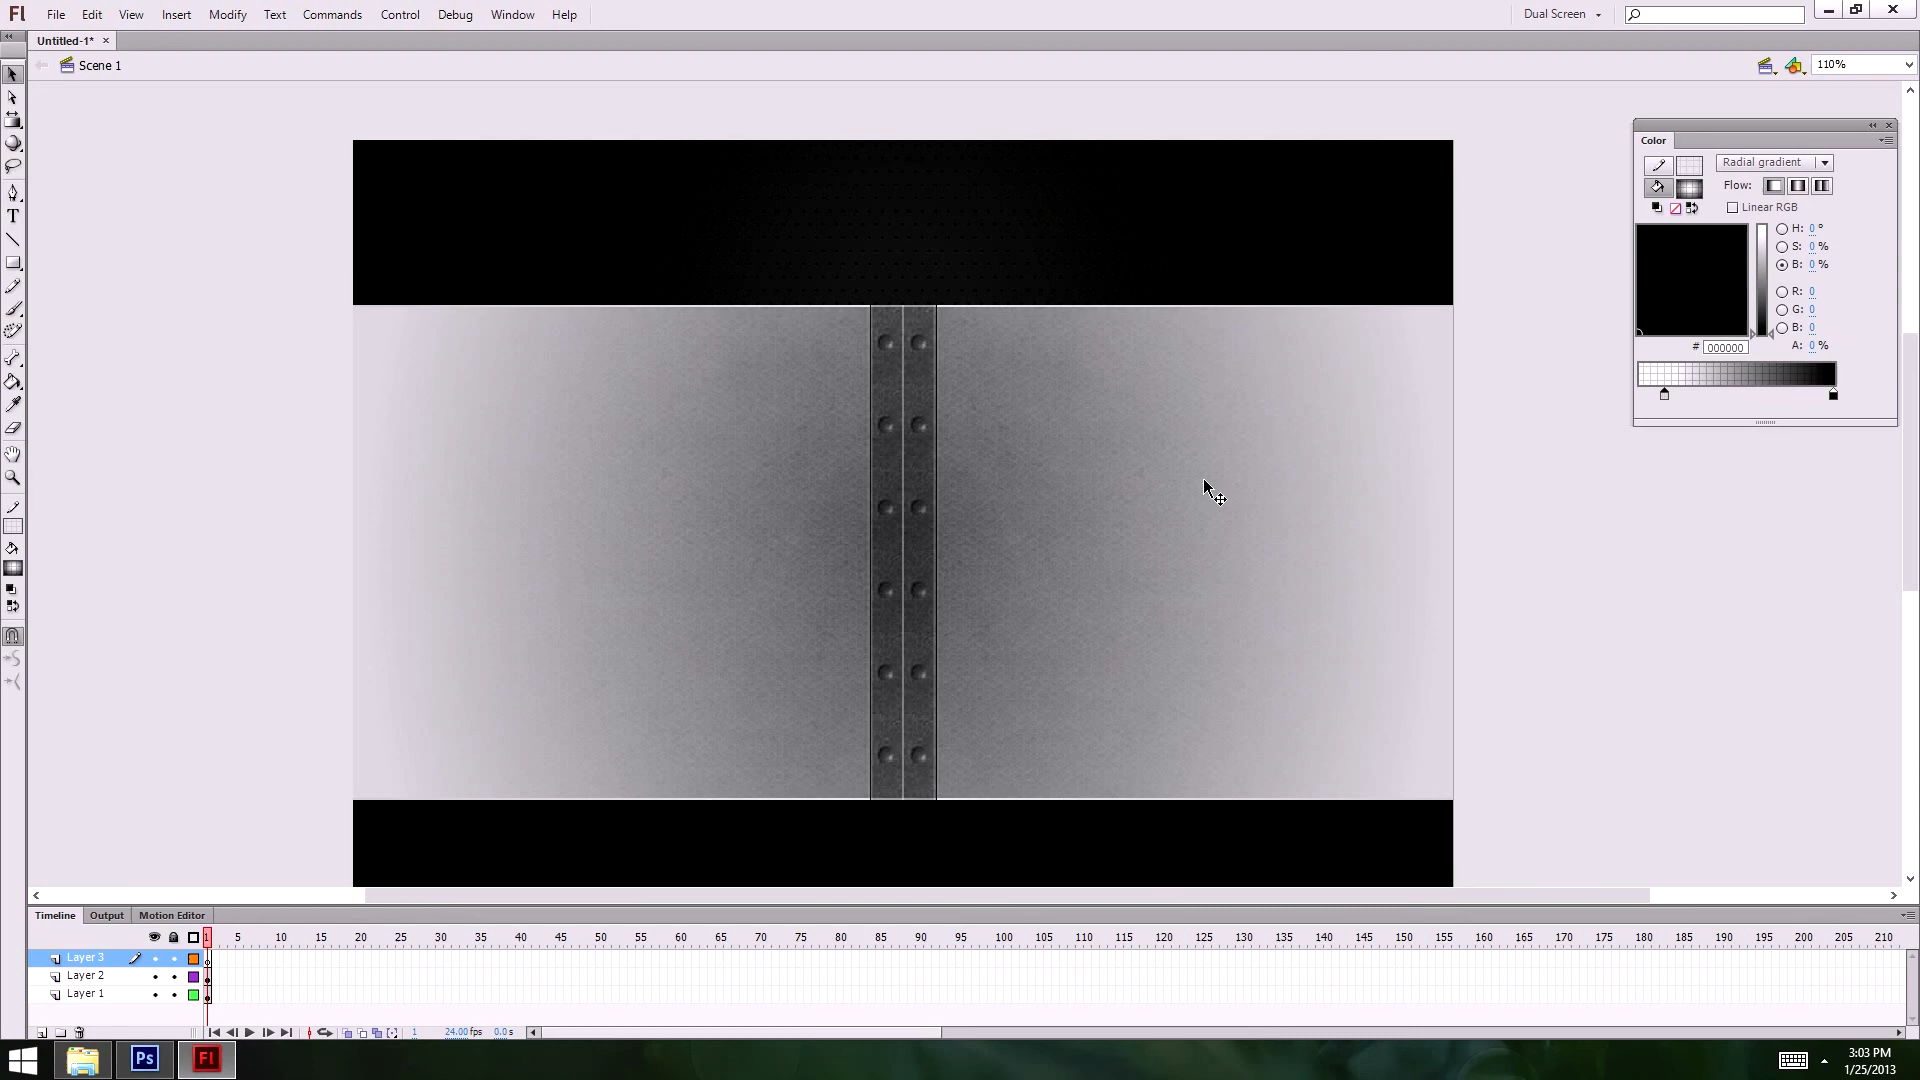 Fl File Edit View Insert Modify Text Commands Control Debug Window Help Dual Screen
Untitled-1* ×
Scene 1 110%
Color
Radial gradient
Flow:
Linear RGB
H: 0 °
S: 0 %
B: 0 %
R: 0
G: 0
B: 0
# 000000 A: 0 %
T
Timeline Output Motion Editor
1 5 10 15 20 25 30 35 40 45 50 55 60 65 70 75 80 85 90 95 100 105 110 115 120 125 130 135 140 145 150 155 160 165 170 175 180 185 190 195 200 205 210
Layer 3
Layer 2
Layer 1
1 24.00 fps 0.0 s
Ps Fl
3:03 PM
1/25/2013